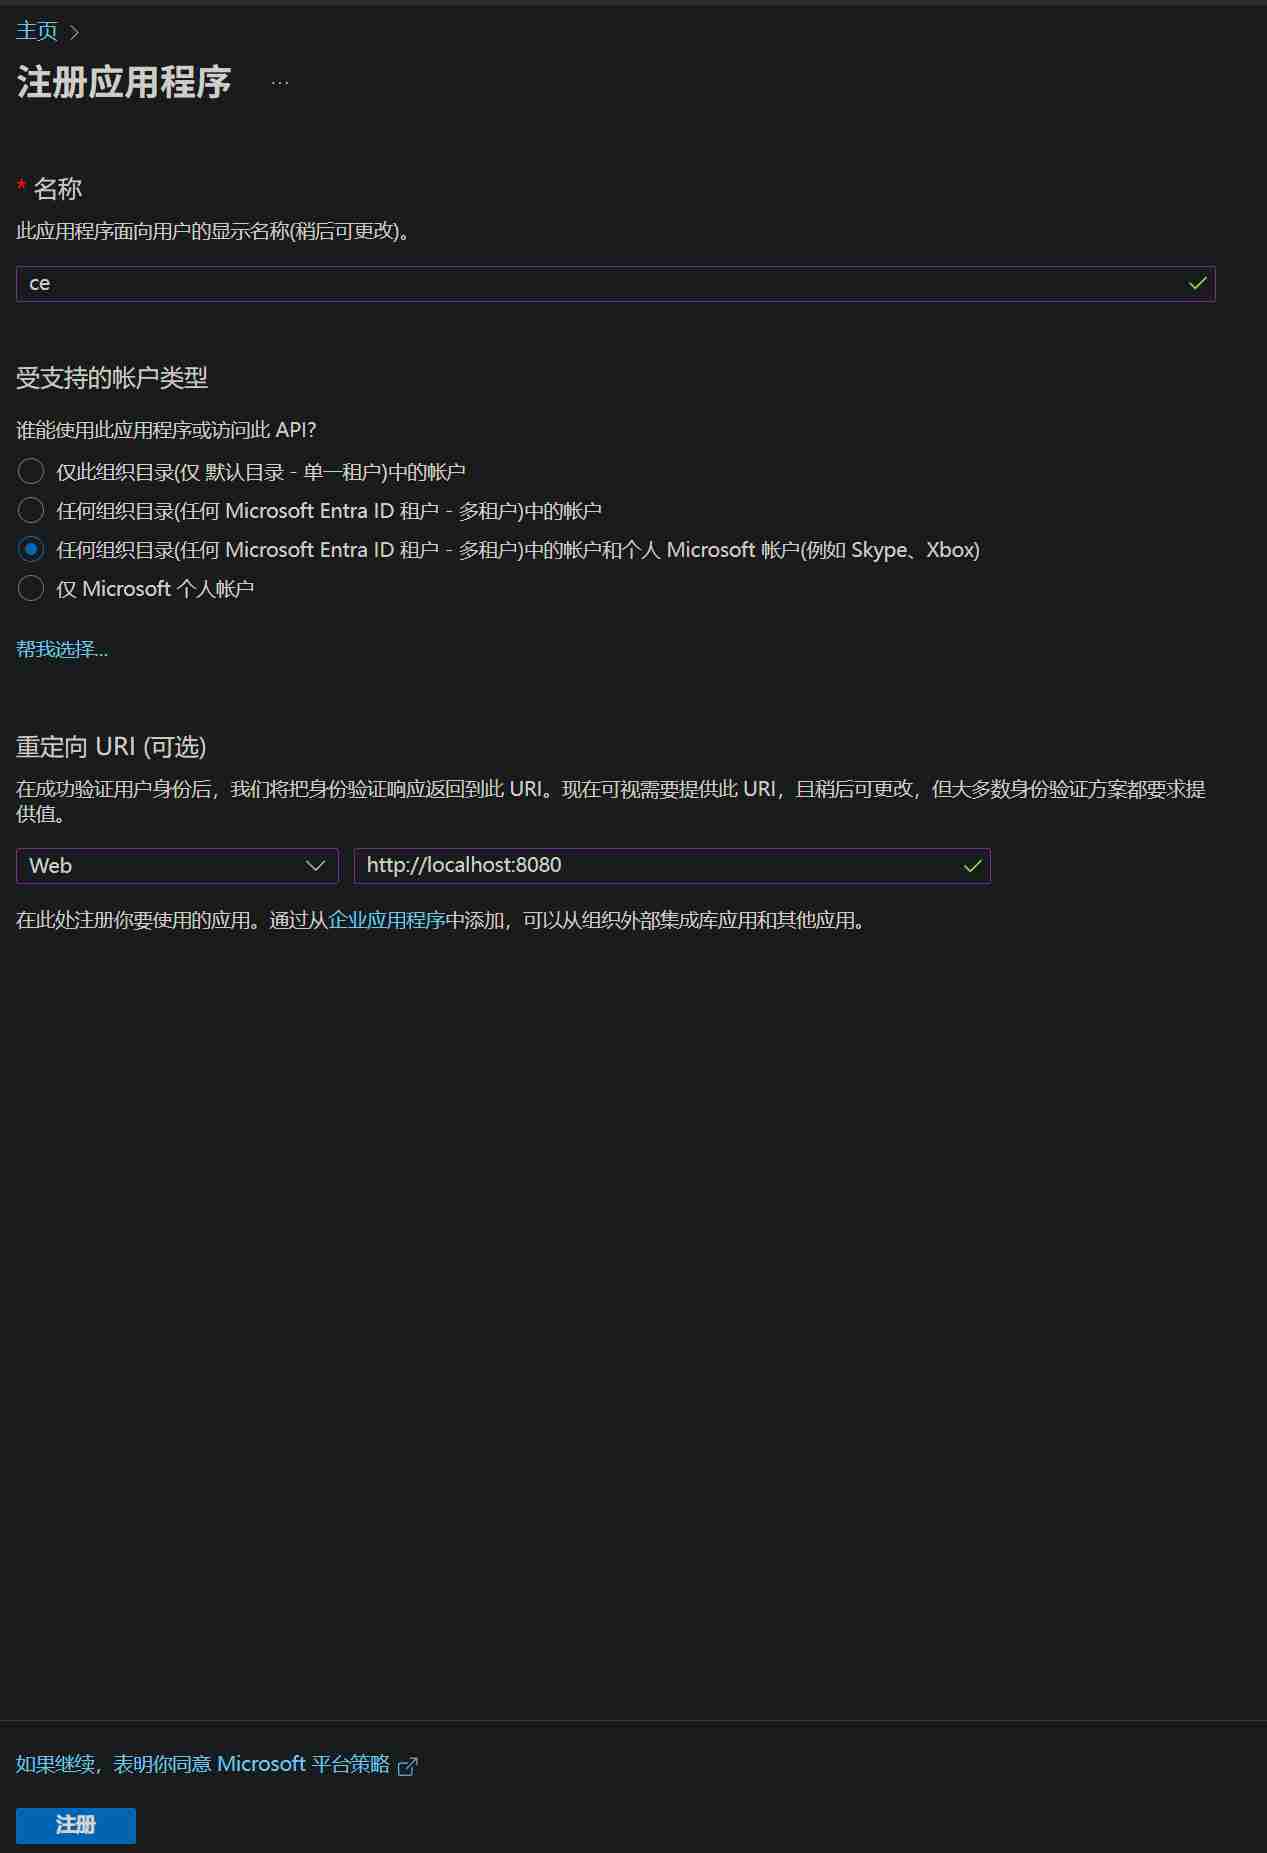 主页
注册应用程序 ...
* 名称
此应用程序面向用户的显示名称(稍后可更改)。
ce
受支持的帐户类型
谁能使用此应用程序或访问此 API?
仅此组织目录(仅 默认目录 - 单一租户)中的帐户
任何组织目录(任何 Microsoft Entra ID 租户 - 多租户)中的帐户
任何组织目录(任何 Microsoft Entra ID 租户 - 多租户)中的帐户和个人 Microsoft 帐户(例如 Skype、Xbox)
仅 Microsoft 个人帐户
帮我选择...
重定向 URI (可选)
在成功验证用户身份后，我们将把身份验证响应返回到此 URI。现在可视需要提供此 URI，且稍后可更改，但大多数身份验证方案都要求提
供值。
Web http://localhost:8080
在此处注册你要使用的应用。通过从企业应用程序中添加，可以从组织外部集成库应用和其他应用。
如果继续，表明你同意 Microsoft 平台策略
注册